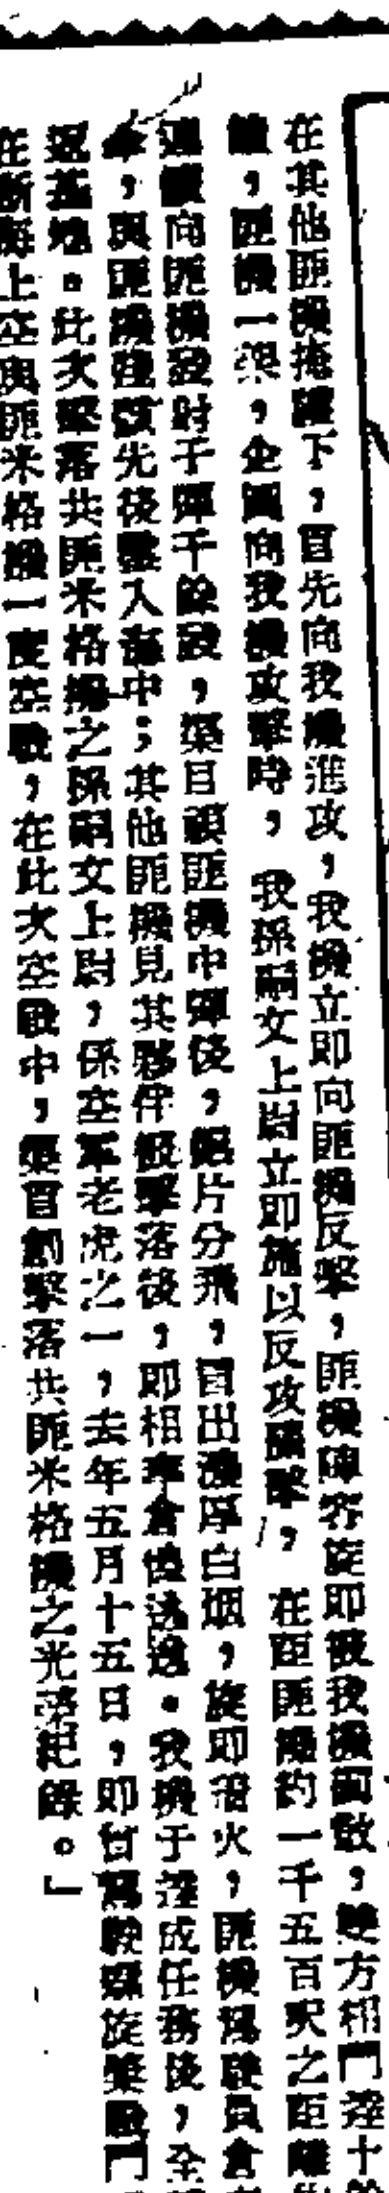 在其他匪機掩護下，首先向我機進攻，我機立即向匪機反擊，匪機陣容旋即被我機衝散，雙方相鬥達十餘
鐘，匪機一架，企圖向我機攻擊時，我孫嗣文上尉立即施以反攻，在距匪機約一千五百呎之距離
連續向匪機發射子彈千餘發，目覩匪機中彈後，片分飛，冒出濃厚白烟，旋即着火，匪機駕駛員倉
傘，與匪機殘骸先後墜入海中；其他匪機見其夥伴被擊落後，即相率倉惶逃逸。我機于達成任務後，全
返基地。此次擊落共匪米格機之孫嗣文上尉，係空軍老虎之一，去年五月十五日，即曾駕駛螺旋槳戰鬥
在浙海上空與匪米格機一度空戰，在此次空戰中，首創擊落共匪米格機之光榮紀錄。」